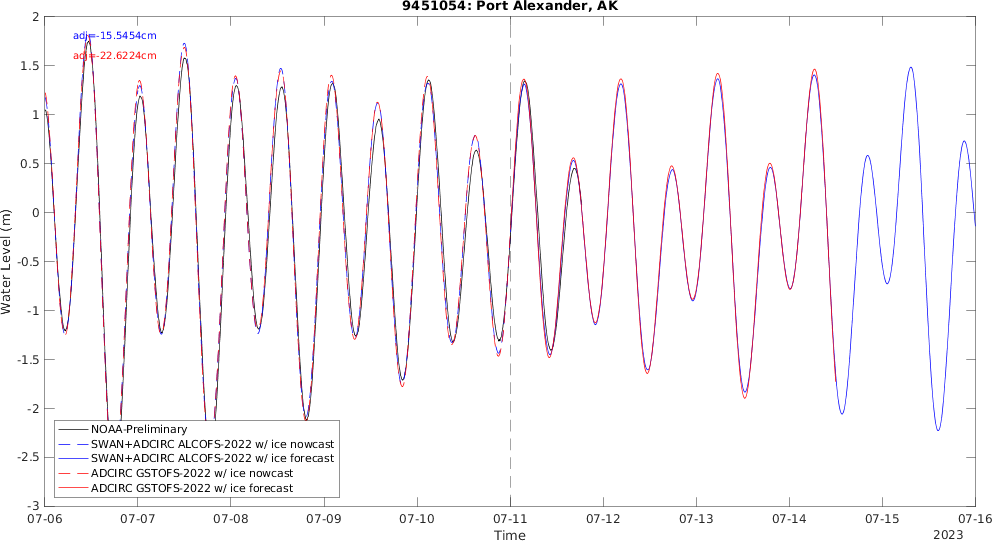 9451054: Port Alexander, AK
2
adj=-15.5454cm
adj=-22.6224cm
1.5
1
0.5
0
-0.5
-1
-1.5
-2
-2.5
-3
Water Level (m)
NOAA-Preliminary
SWAN+ADCIRC ALCOFS-2022 w/ ice nowcast
SWAN+ADCIRC ALCOFS-2022 w/ ice forecast
ADCIRC GSTOFS-2022 w/ ice nowcast
ADCIRC GSTOFS-2022 w/ ice forecast
07-06 07-07 07-08 07-09 07-10 07-11 07-12 07-13 07-14 07-15 07-16
Time
2023